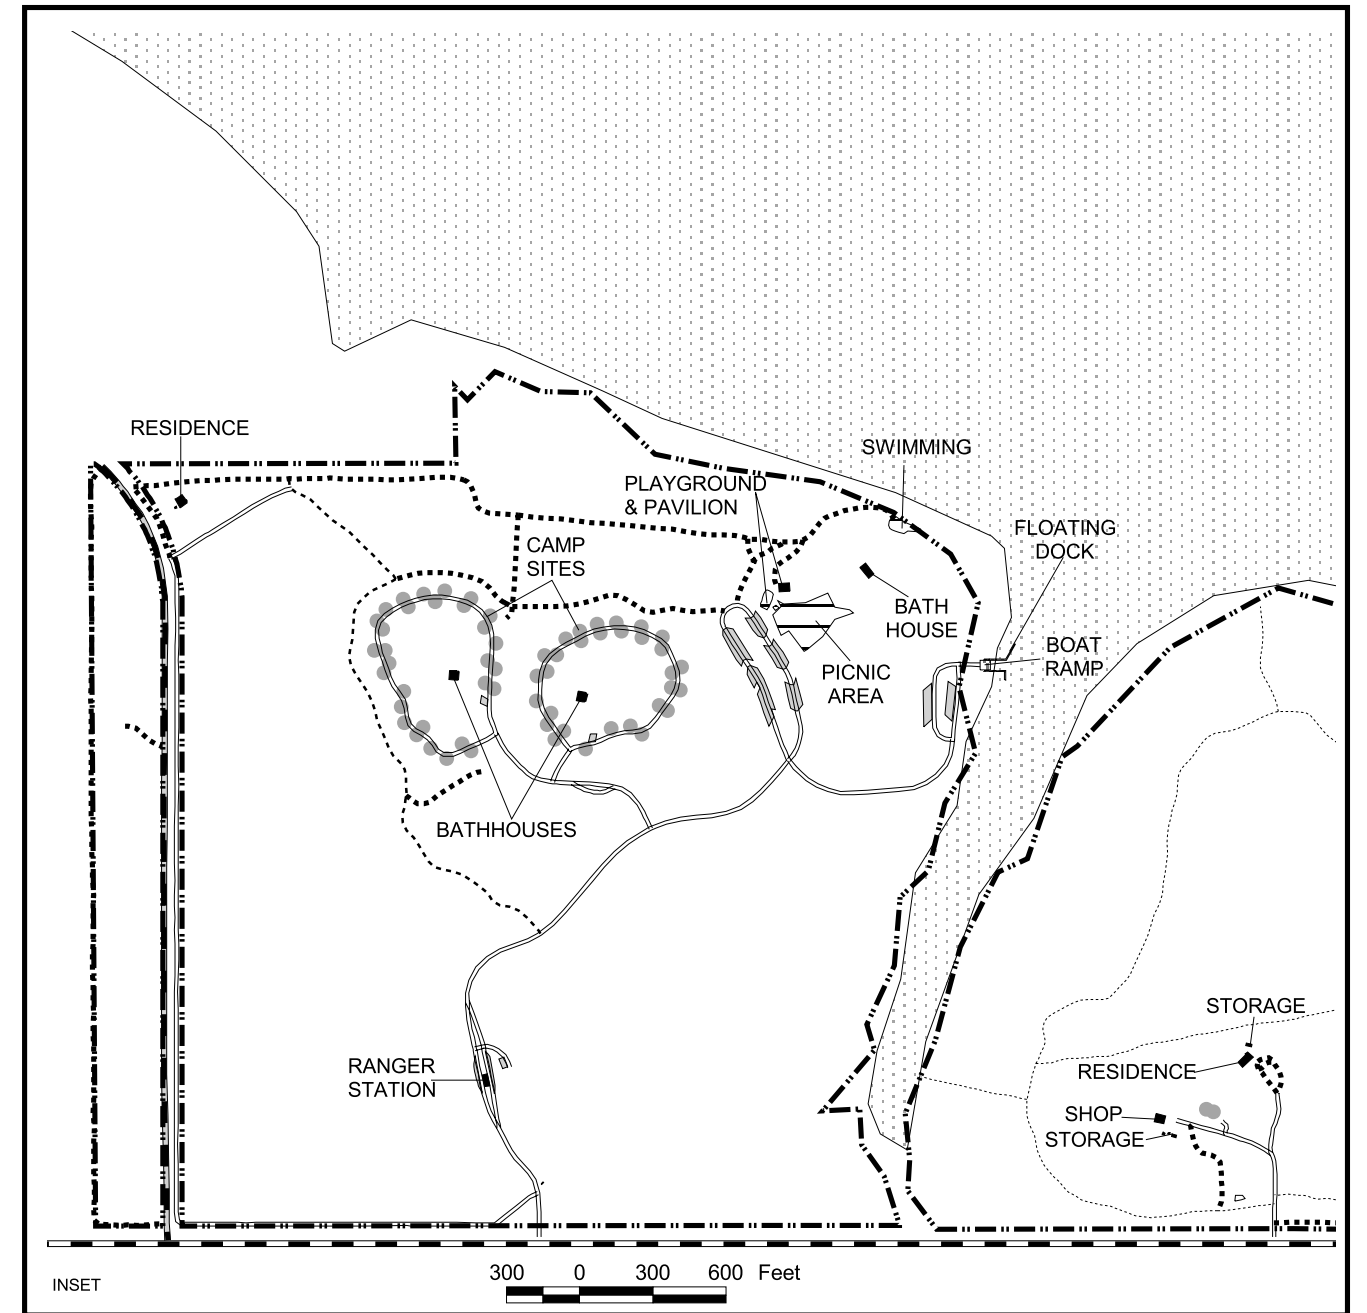 RESIDENCE
SWIMMING
PLAYGROUND
& PAVILION
FLOATING
DOCK
CAMP
SITES
BATH
HOUSE
BOAT
RAMP
PICNIC
AREA
BATHHOUSES
STORAGE
RANGER
STATION
RESIDENCE
SHOP
STORAGE
INSET
300 0 300 600 Feet